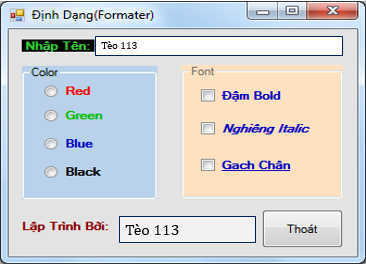 Định Dạng(Formater)
Nhập Tên: Tèo 113
Color
Red
Green
Blue
Black
Font
Đậm Bold
Nghiêng Italic
Gạch Chân
Lập Trình Bởi: Tèo 113
Thoát